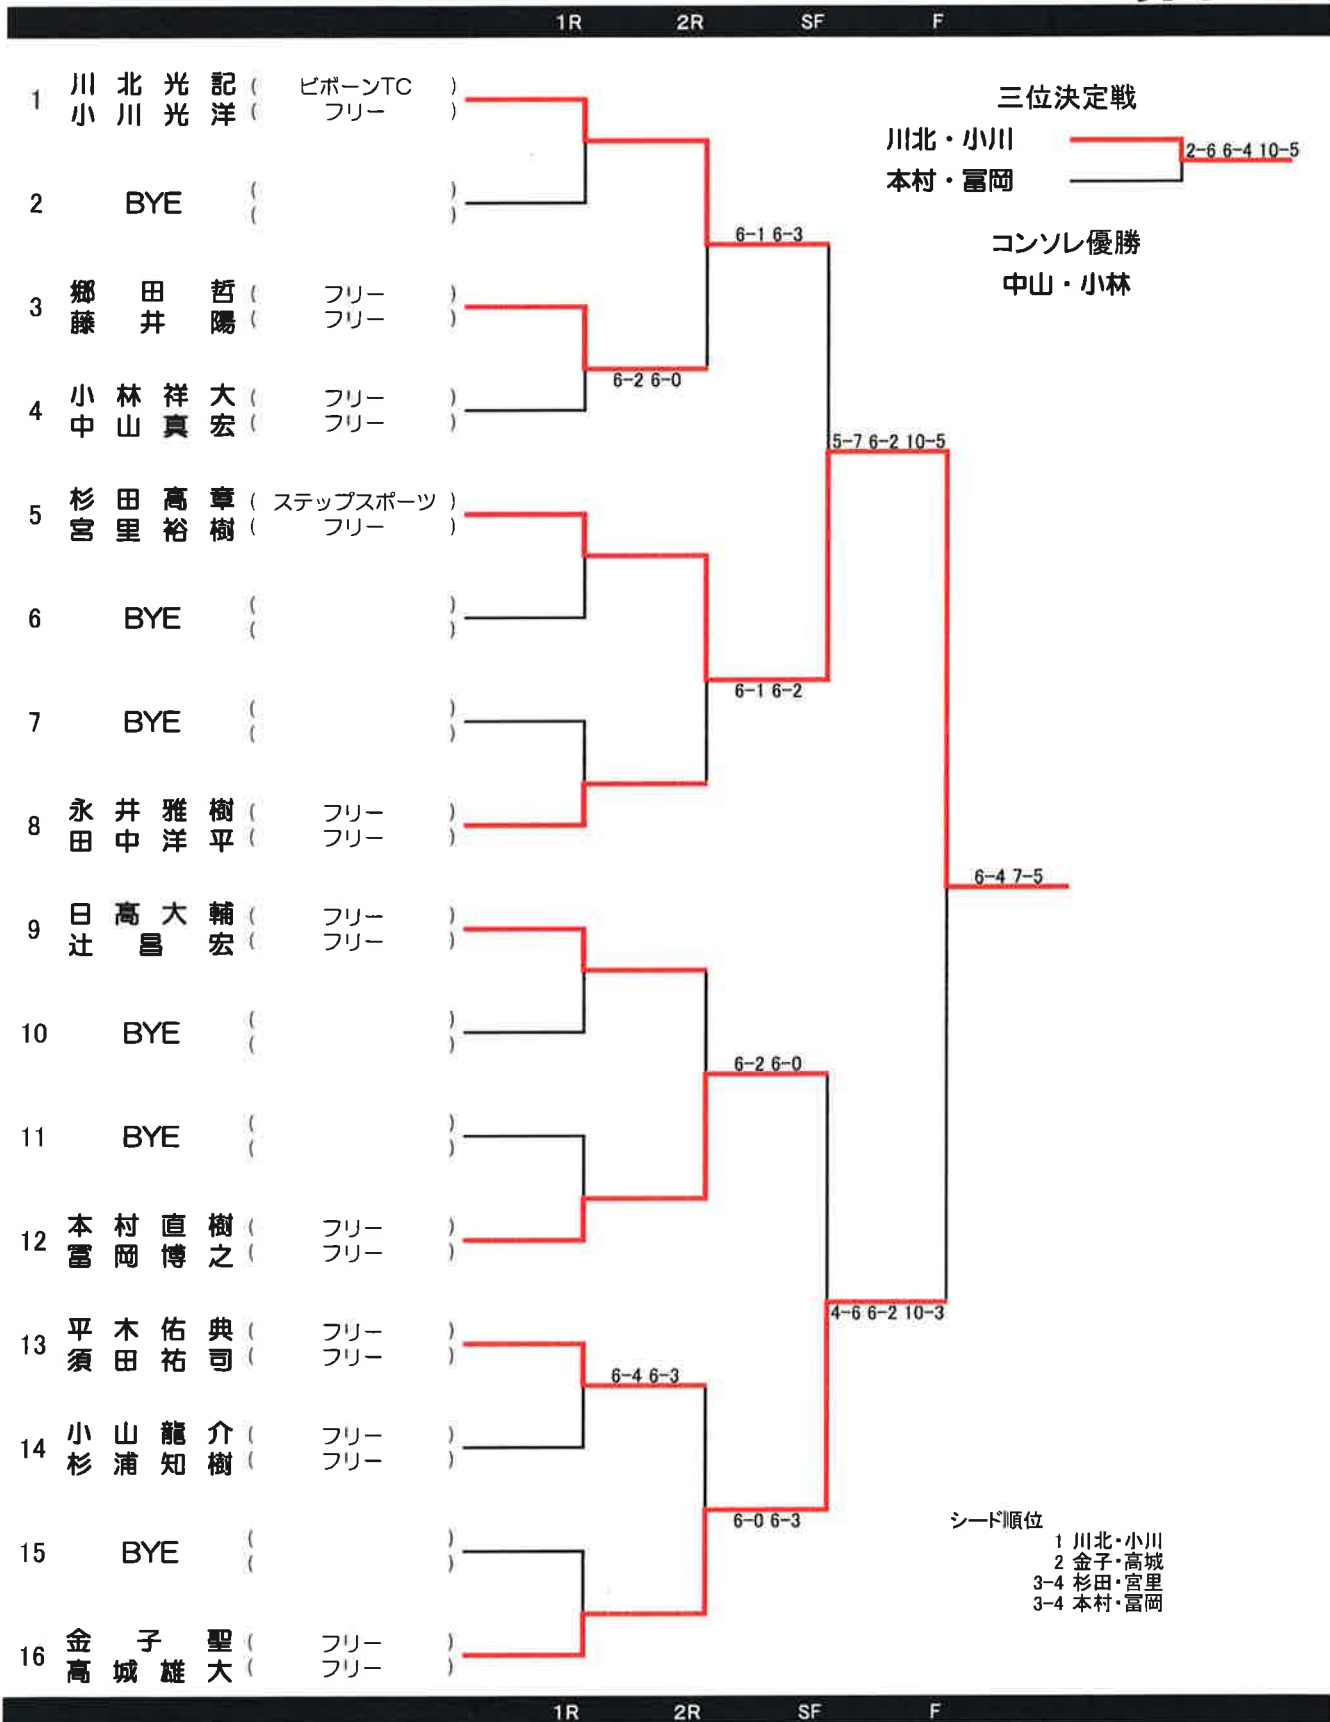 1R 2R SF F
1 川北光記 ( ビボーンTC )
小川光洋 ( フリー )
三位決定戦
川北・小川
2-6 6-4 10-5
本村・冨岡
2 BYE ( )
( )
6-1 6-3
コンソレ優勝
中山・小林
3 郷田哲 ( フリー )
藤井陽 ( フリー )
6-2 6-0
4 小林祥大 ( フリー )
中山真宏 ( フリー )
5-7 6-2 10-5
5 杉田高章 ( ステップスポーツ )
宮里裕樹 ( フリー )
6 BYE ( )
( )
6-1 6-2
7 BYE ( )
( )
8 永井雅樹 ( フリー )
田中洋平 ( フリー )
6-4 7-5
9 日高大輔 ( フリー )
辻昌宏 ( フリー )
10 BYE ( )
( )
6-2 6-0
11 BYE ( )
( )
12 本村直樹 ( フリー )
冨岡博之 ( フリー )
4-6 6-2 10-3
13 平木佑典 ( フリー )
須田祐司 ( フリー )
6-4 6-3
14 小山龍介 ( フリー )
杉浦知樹 ( フリー )
6-0 6-3
15 BYE ( )
( )
シード順位
1 川北・小川
2 金子・高城
3-4 杉田・宮里
3-4 本村・冨岡
16 金子聖 ( フリー )
高城雄大 ( フリー )
1R 2R SF F